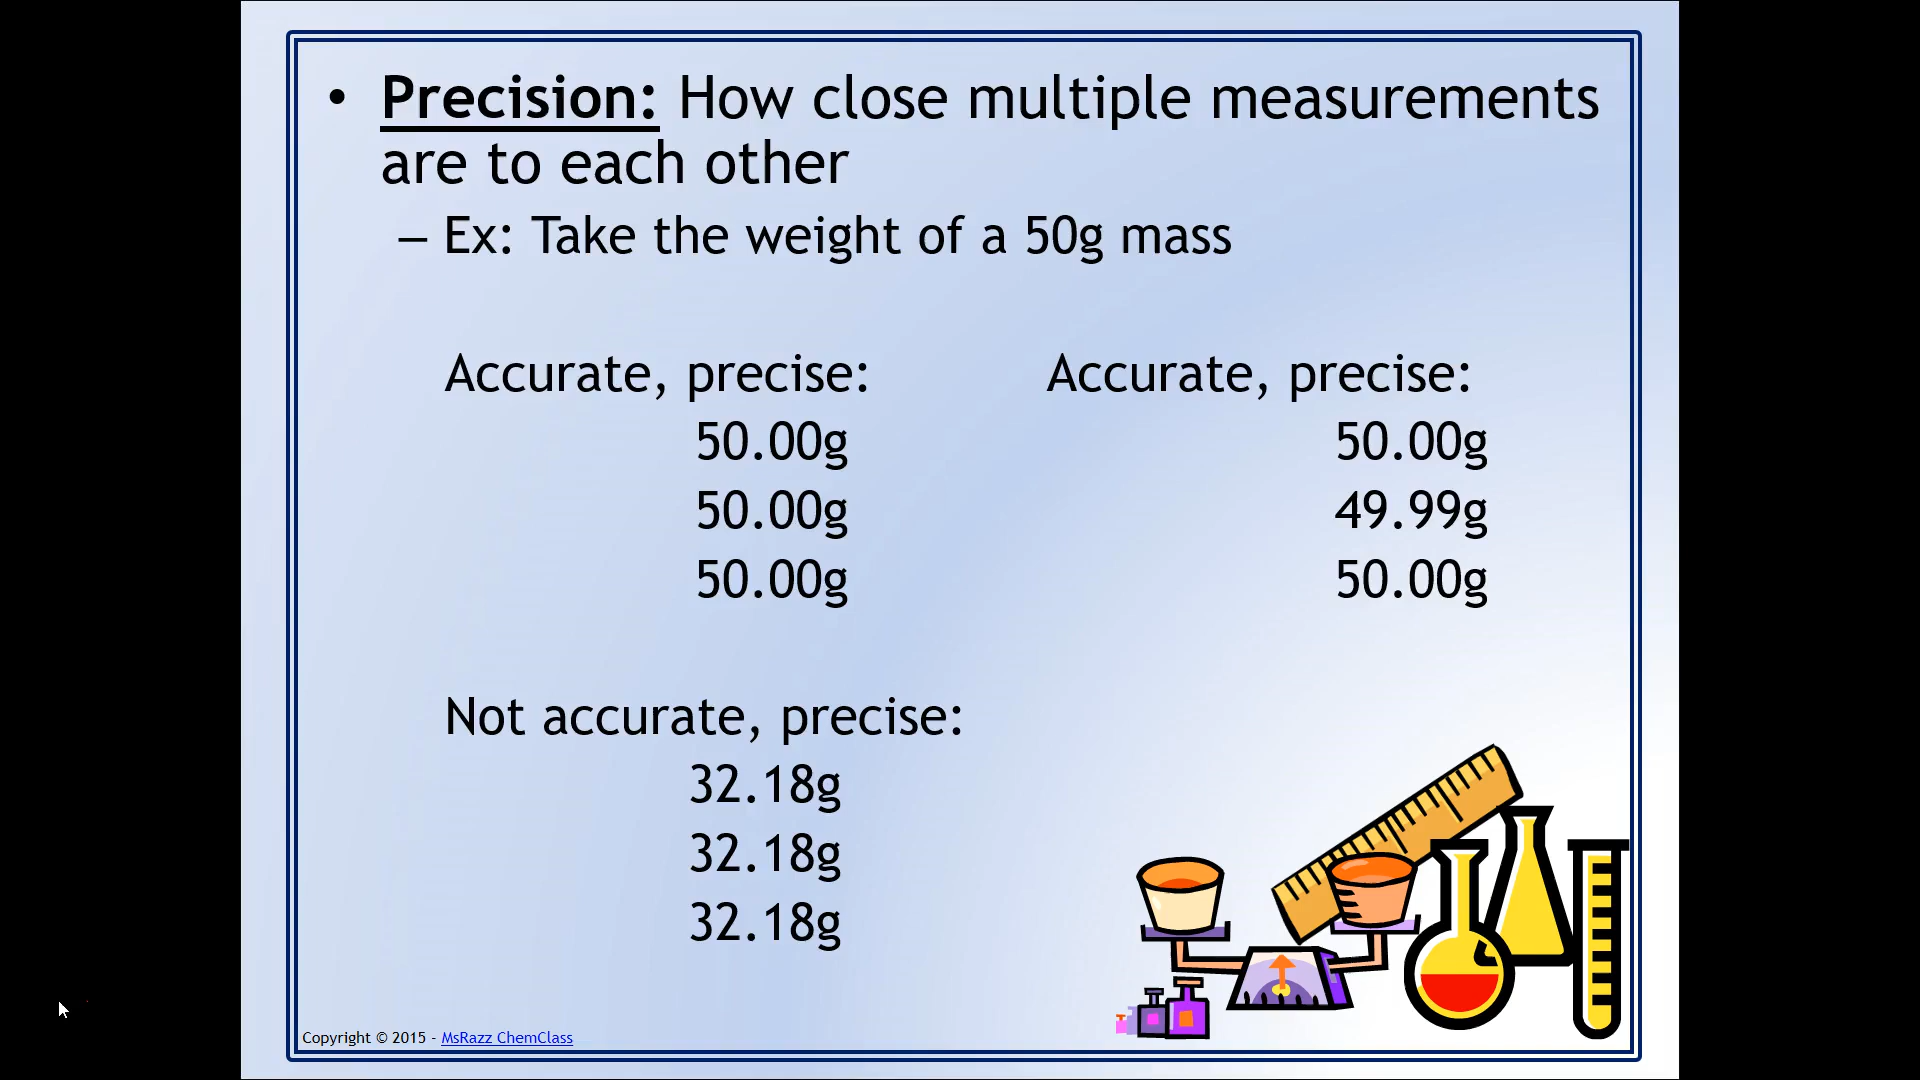 • Precision: How close multiple measurements
are to each other
– Ex: Take the weight of a 50g mass
Accurate, precise:
50.00g
50.00g
50.00g
Accurate, precise:
50.00g
49.99g
50.00g
Not accurate, precise:
32.18g
32.18g
32.18g
Copyright © 2015 - MsRazz ChemClass